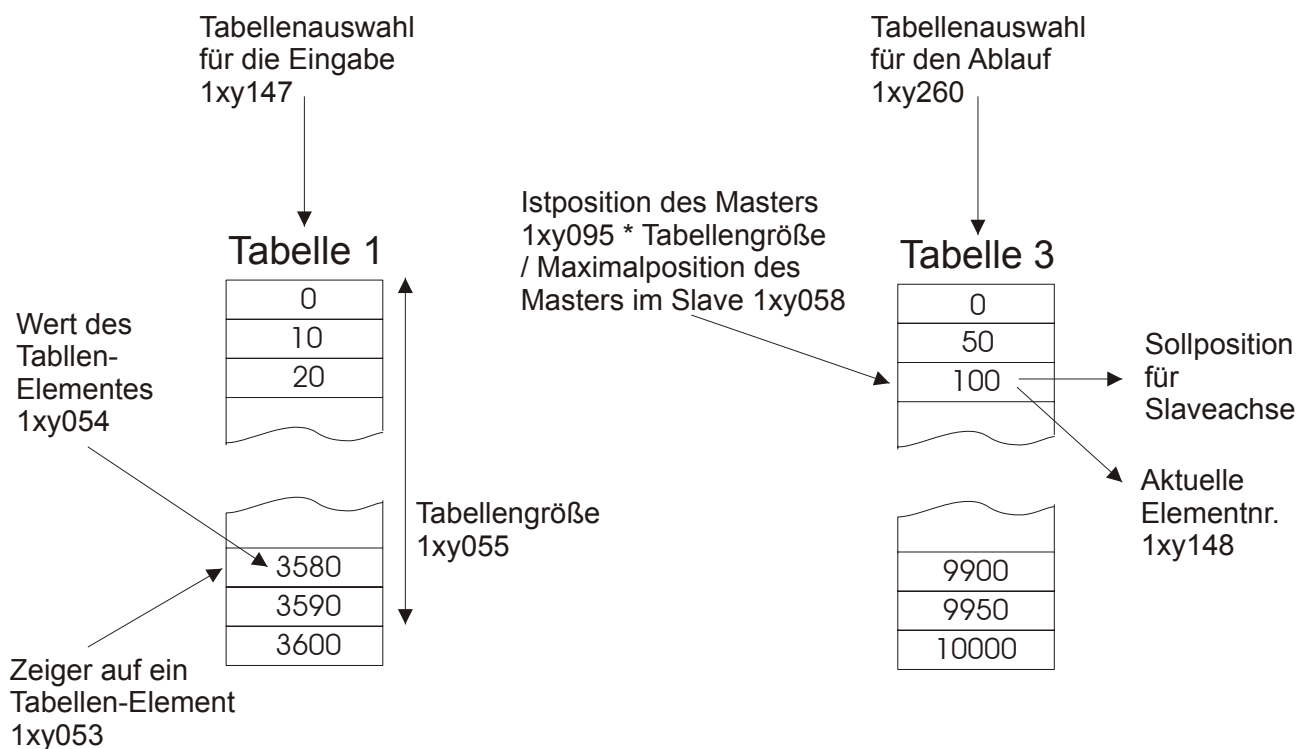 Tabellenauswahl
für die Eingabe
1xy147
Tabellenauswahl
für den Ablauf
1xy260
Istposition des Masters
1xy095 * Tabellengröße
/ Maximalposition des
Masters im Slave 1xy058
Tabelle 1
0
10
20
3580
3590
3600
Wert des
Tabllen-
Elementes
1xy054
Tabellengröße
1xy055
Zeiger auf ein
Tabellen-Element
1xy053
Tabelle 3
0
50
100
9900
9950
10000
Sollposition
für
Slaveachse
Aktuelle
Elementnr.
1xy148